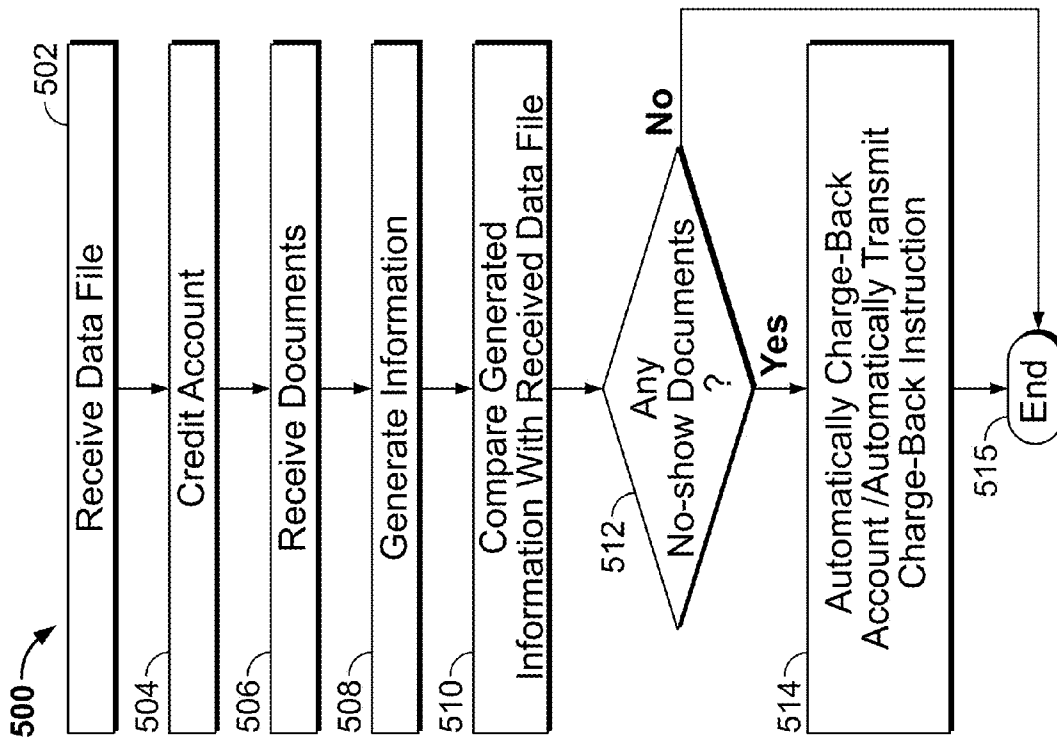 500
502
Receive Data File
504
Credit Account
506
Receive Documents
508
Generate Information
510
Compare Generated
Information With Received Data File
512
Any
No-show Documents
?
No
Yes
514
Automatically Charge-Back
Account /Automatically Transmit
Charge-Back Instruction
515
End